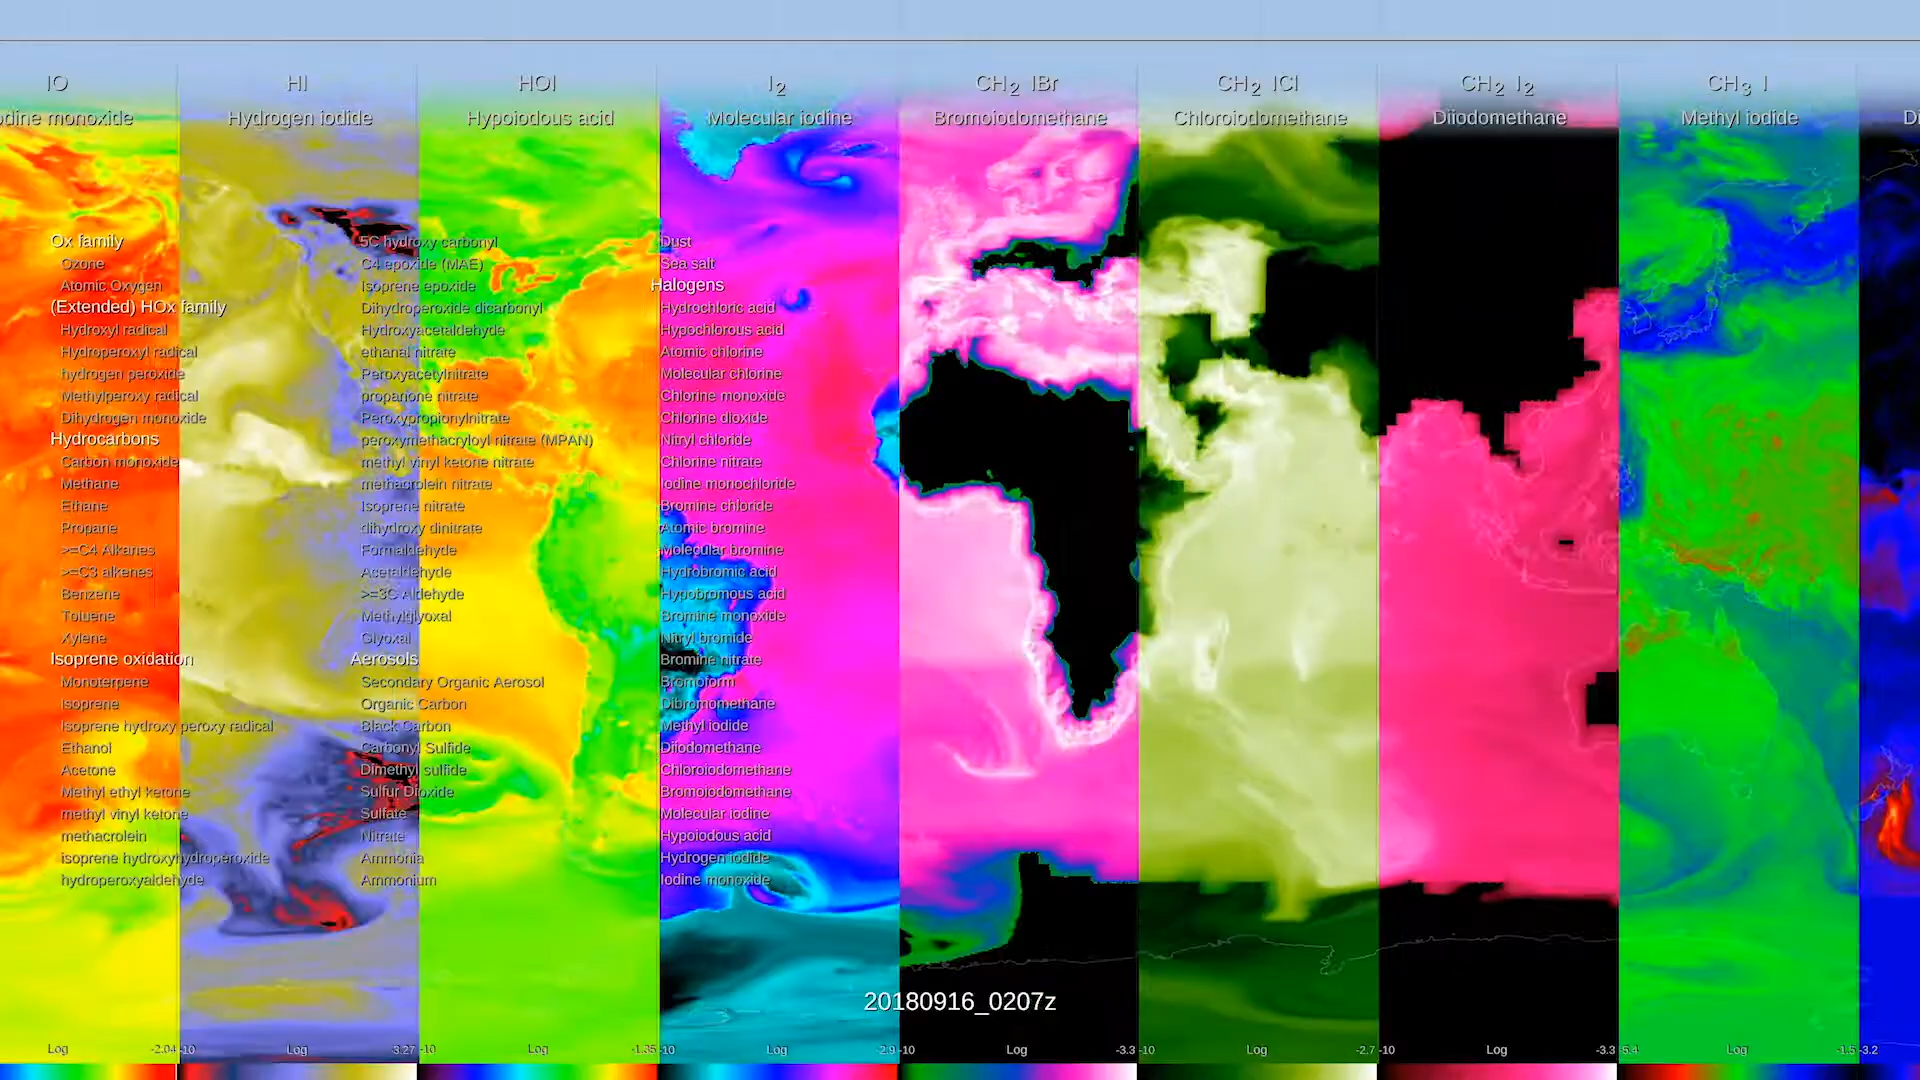 IO
HI
HOI
I2
CH2 IBr
CH2 ICl
CH2 I2
CH3 I
odine monoxide
Hydrogen iodide
Hypoiodous acid
Molecular iodine
Bromoiodomethane
Chloroiodomethane
Diiodomethane
Methyl iodide
Di
Ox family
Ozone
Atomic Oxygen
(Extended) HOx family
Hydroxyl radical
Hydroperoxyl radical
hydrogen peroxide
Methylperoxy radical
Dihydrogen monoxide
Hydrocarbons
Carbon monoxide
Methane
Ethane
Propane
>=C4 Alkanes
>=C3 alkenes
Benzene
Toluene
Xylene
Isoprene oxidation
Monoterpene
Isoprene
Isoprene hydroxy peroxy radical
Ethanol
Acetone
Methyl ethyl ketone
methyl vinyl ketone
methacrolein
isoprene hydroxyhydroperoxide
hydroperoxyaldehyde
5C hydroxy carbonyl
C4 epoxide (MAE)
Isoprene epoxide
Dihydroperoxide dicarbonyl
Hydroxyacetaldehyde
ethanal nitrate
Peroxyacetylnitrate
propanone nitrate
Peroxypropionylnitrate
peroxymethacryloyl nitrate (MPAN)
methyl vinyl ketone nitrate
methacrolein nitrate
Isoprene nitrate
dihydroxy dinitrate
Formaldehyde
Acetaldehyde
>=3C Aldehyde
Methylglyoxal
Glyoxal
Aerosols
Secondary Organic Aerosol
Organic Carbon
Black Carbon
Carbonyl Sulfide
Dimethyl sulfide
Sulfur Dioxide
Sulfate
Nitrate
Ammonia
Ammonium
Dust
Sea salt
Halogens
Hydrochloric acid
Hypochlorous acid
Atomic chlorine
Molecular chlorine
Chlorine monoxide
Chlorine dioxide
Nitryl chloride
Chlorine nitrate
Iodine monochloride
Bromine chloride
Atomic bromine
Molecular bromine
Hydrobromic acid
Hypobromous acid
Bromine monoxide
Nitryl bromide
Bromine nitrate
Bromoform
Dibromomethane
Methyl iodide
Diiodomethane
Chloroiodomethane
Bromoiodomethane
Molecular iodine
Hypoiodous acid
Hydrogen iodide
Iodine monoxide
20180916_0207z
Log -2.04
-10 Log 3.27
-10 Log -1.35
-10 Log -2.9
-10 Log -3.3
-10 Log -2.7
-10 Log -3.3
-5.4 Log -1.5
-3.2